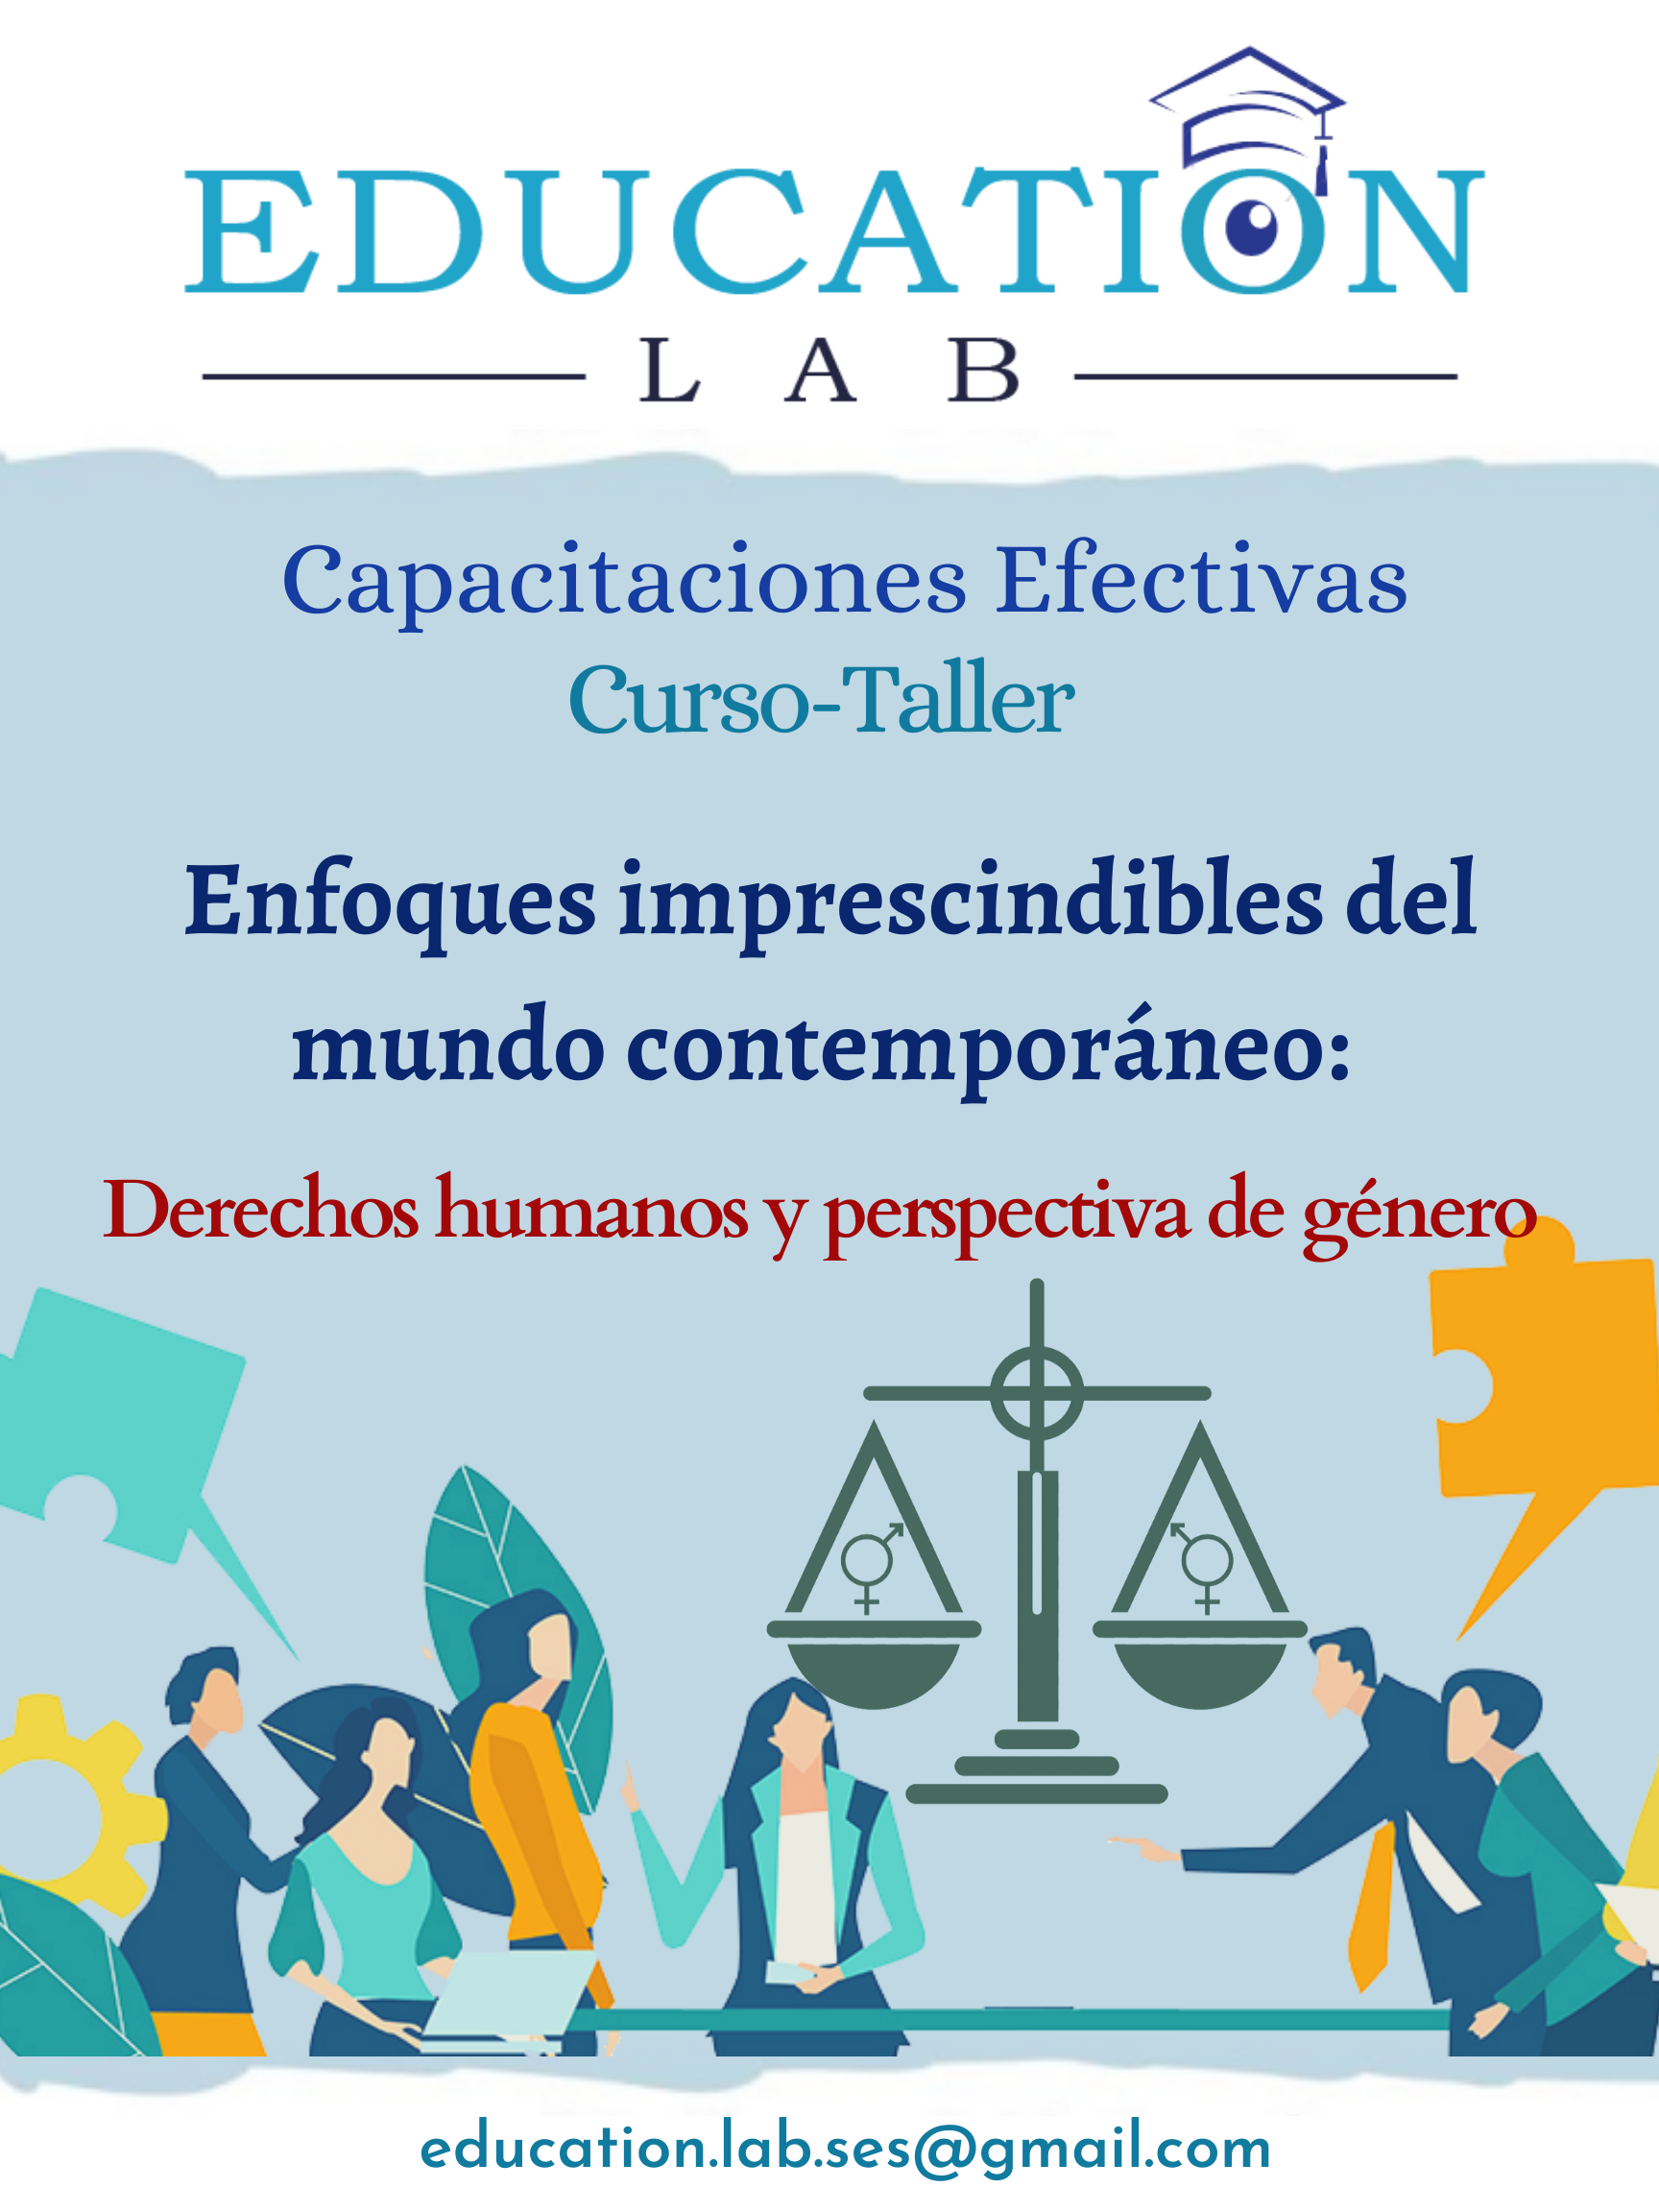 EDUCATION
LAB
Capacitaciones Efectivas
Curso-Taller
Enfoques imprescindibles del
mundo contemporáneo:
Derechos humanos y perspectiva de género
education.lab.ses@gmail.com